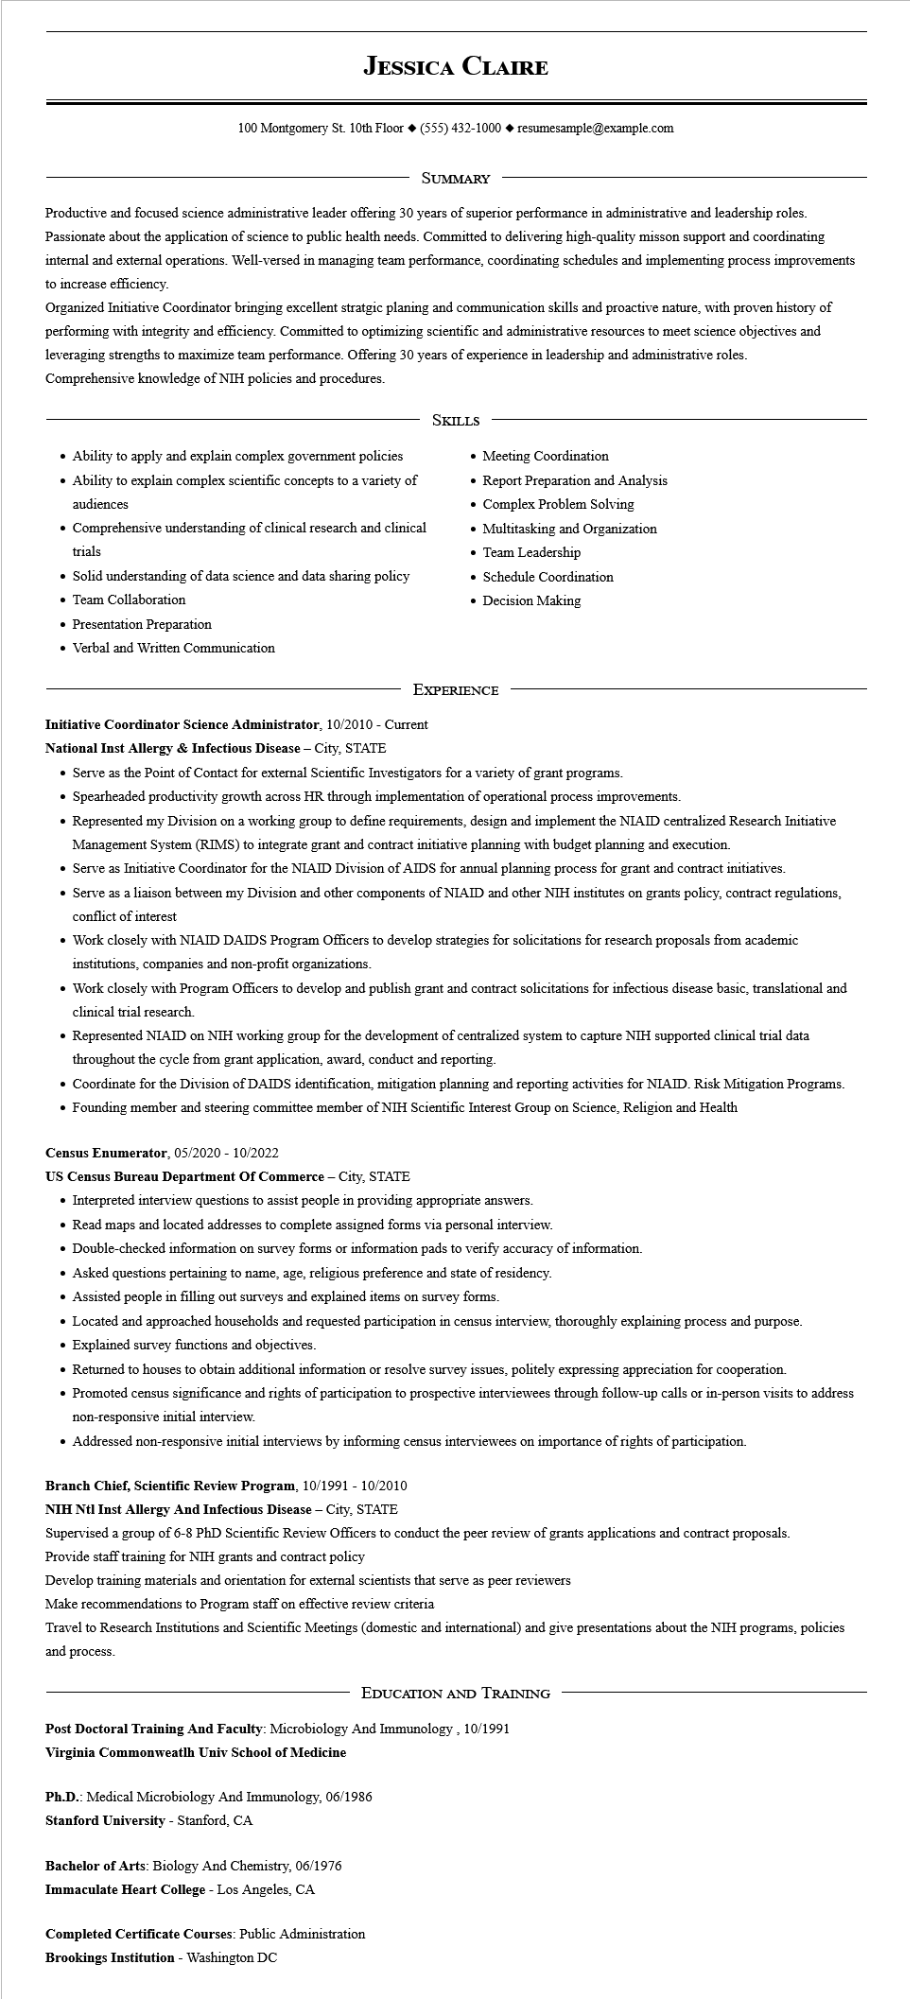 Jessica Claire
100 Montgomery St. 10th Floor ◆ (555) 432-1000 ◆ resumesample@example.com
Summary
Productive and focused science administrative leader offering 30 years of superior performance in administrative and leadership roles.
Passionate about the application of science to public health needs. Committed to delivering high-quality misson support and coordinating
internal and external operations. Well-versed in managing team performance, coordinating schedules and implementing process improvements
to increase efficiency.
Organized Initiative Coordinator bringing excellent stratgic planing and communication skills and proactive nature, with proven history of
performing with integrity and efficiency. Committed to optimizing scientific and administrative resources to meet science objectives and
leveraging strengths to maximize team performance. Offering 30 years of experience in leadership and administrative roles.
Comprehensive knowledge of NIH policies and procedures.
Skills
• Ability to apply and explain complex government policies
• Ability to explain complex scientific concepts to a variety of
audiences
• Comprehensive understanding of clinical research and clinical
trials
• Solid understanding of data science and data sharing policy
• Team Collaboration
• Presentation Preparation
• Verbal and Written Communication
• Meeting Coordination
• Report Preparation and Analysis
• Complex Problem Solving
• Multitasking and Organization
• Team Leadership
• Schedule Coordination
• Decision Making
Experience
Initiative Coordinator Science Administrator, 10/2010 - Current
National Inst Allergy & Infectious Disease – City, STATE
• Serve as the Point of Contact for external Scientific Investigators for a variety of grant programs.
• Spearheaded productivity growth across HR through implementation of operational process improvements.
• Represented my Division on a working group to define requirements, design and implement the NIAID centralized Research Initiative
Management System (RIMS) to integrate grant and contract initiative planning with budget planning and execution.
• Serve as Initiative Coordinator for the NIAID Division of AIDS for annual planning process for grant and contract initiatives.
• Serve as a liaison between my Division and other components of NIAID and other NIH institutes on grants policy, contract regulations,
conflict of interest
• Work closely with NIAID DAIDS Program Officers to develop strategies for solicitations for research proposals from academic
institutions, companies and non-profit organizations.
• Work closely with Program Officers to develop and publish grant and contract solicitations for infectious disease basic, translational and
clinical trial research.
• Represented NIAID on NIH working group for the development of centralized system to capture NIH supported clinical trial data
throughout the cycle from grant application, award, conduct and reporting.
• Coordinate for the Division of DAIDS identification, mitigation planning and reporting activities for NIAID. Risk Mitigation Programs.
• Founding member and steering committee member of NIH Scientific Interest Group on Science, Religion and Health
Census Enumerator, 05/2020 - 10/2022
US Census Bureau Department Of Commerce – City, STATE
• Interpreted interview questions to assist people in providing appropriate answers.
• Read maps and located addresses to complete assigned forms via personal interview.
• Double-checked information on survey forms or information pads to verify accuracy of information.
• Asked questions pertaining to name, age, religious preference and state of residency.
• Assisted people in filling out surveys and explained items on survey forms.
• Located and approached households and requested participation in census interview, thoroughly explaining process and purpose.
• Explained survey functions and objectives.
• Returned to houses to obtain additional information or resolve survey issues, politely expressing appreciation for cooperation.
• Promoted census significance and rights of participation to prospective interviewees through follow-up calls or in-person visits to address
non-responsive initial interview.
• Addressed non-responsive initial interviews by informing census interviewees on importance of rights of participation.
Branch Chief, Scientific Review Program, 10/1991 - 10/2010
NIH Ntl Inst Allergy And Infectious Disease – City, STATE
Supervised a group of 6-8 PhD Scientific Review Officers to conduct the peer review of grants applications and contract proposals.
Provide staff training for NIH grants and contract policy
Develop training materials and orientation for external scientists that serve as peer reviewers
Make recommendations to Program staff on effective review criteria
Travel to Research Institutions and Scientific Meetings (domestic and international) and give presentations about the NIH programs, policies
and process.
Education and Training
Post Doctoral Training And Faculty: Microbiology And Immunology , 10/1991
Virginia Commonweatlh Univ School of Medicine
Ph.D.: Medical Microbiology And Immunology, 06/1986
Stanford University - Stanford, CA
Bachelor of Arts: Biology And Chemistry, 06/1976
Immaculate Heart College - Los Angeles, CA
Completed Certificate Courses: Public Administration
Brookings Institution - Washington DC